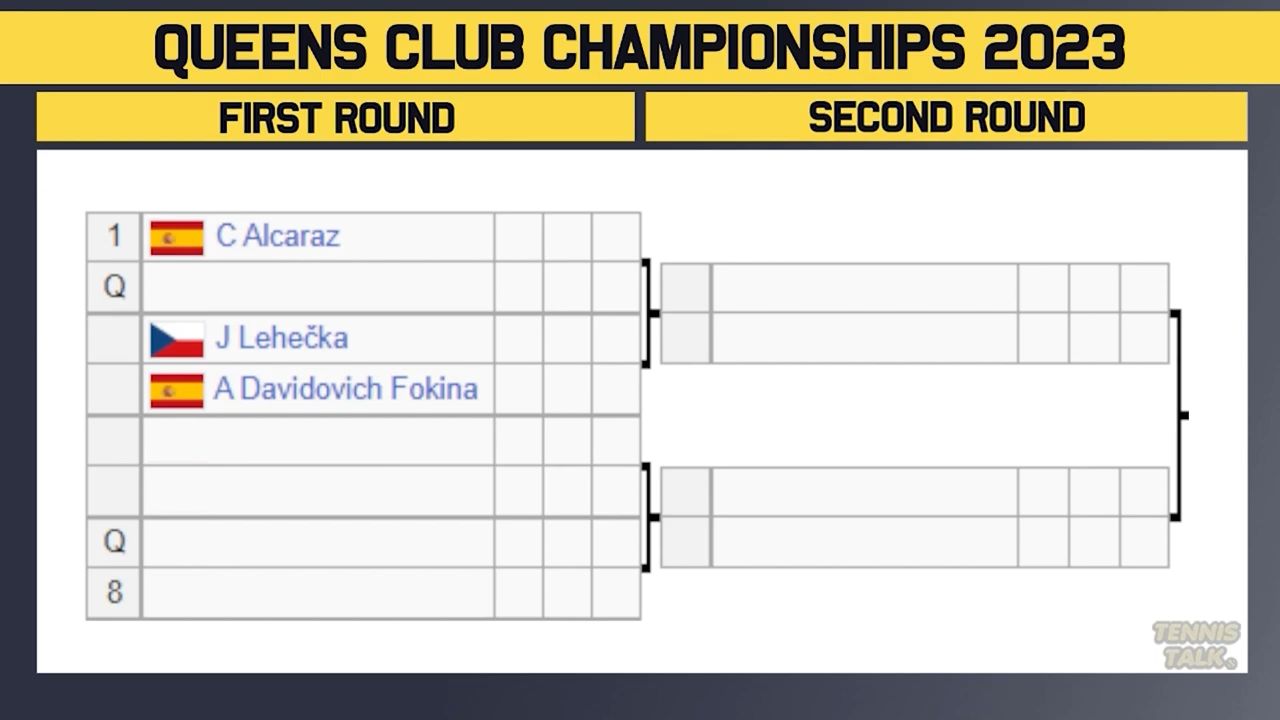 QUEENS CLUB CHAMPIONSHIPS 2023
FIRST ROUND
SECOND ROUND
1 C Alcaraz
Q
J Lehečka
A Davidovich Fokina
Q
8
TENNIS
TALK